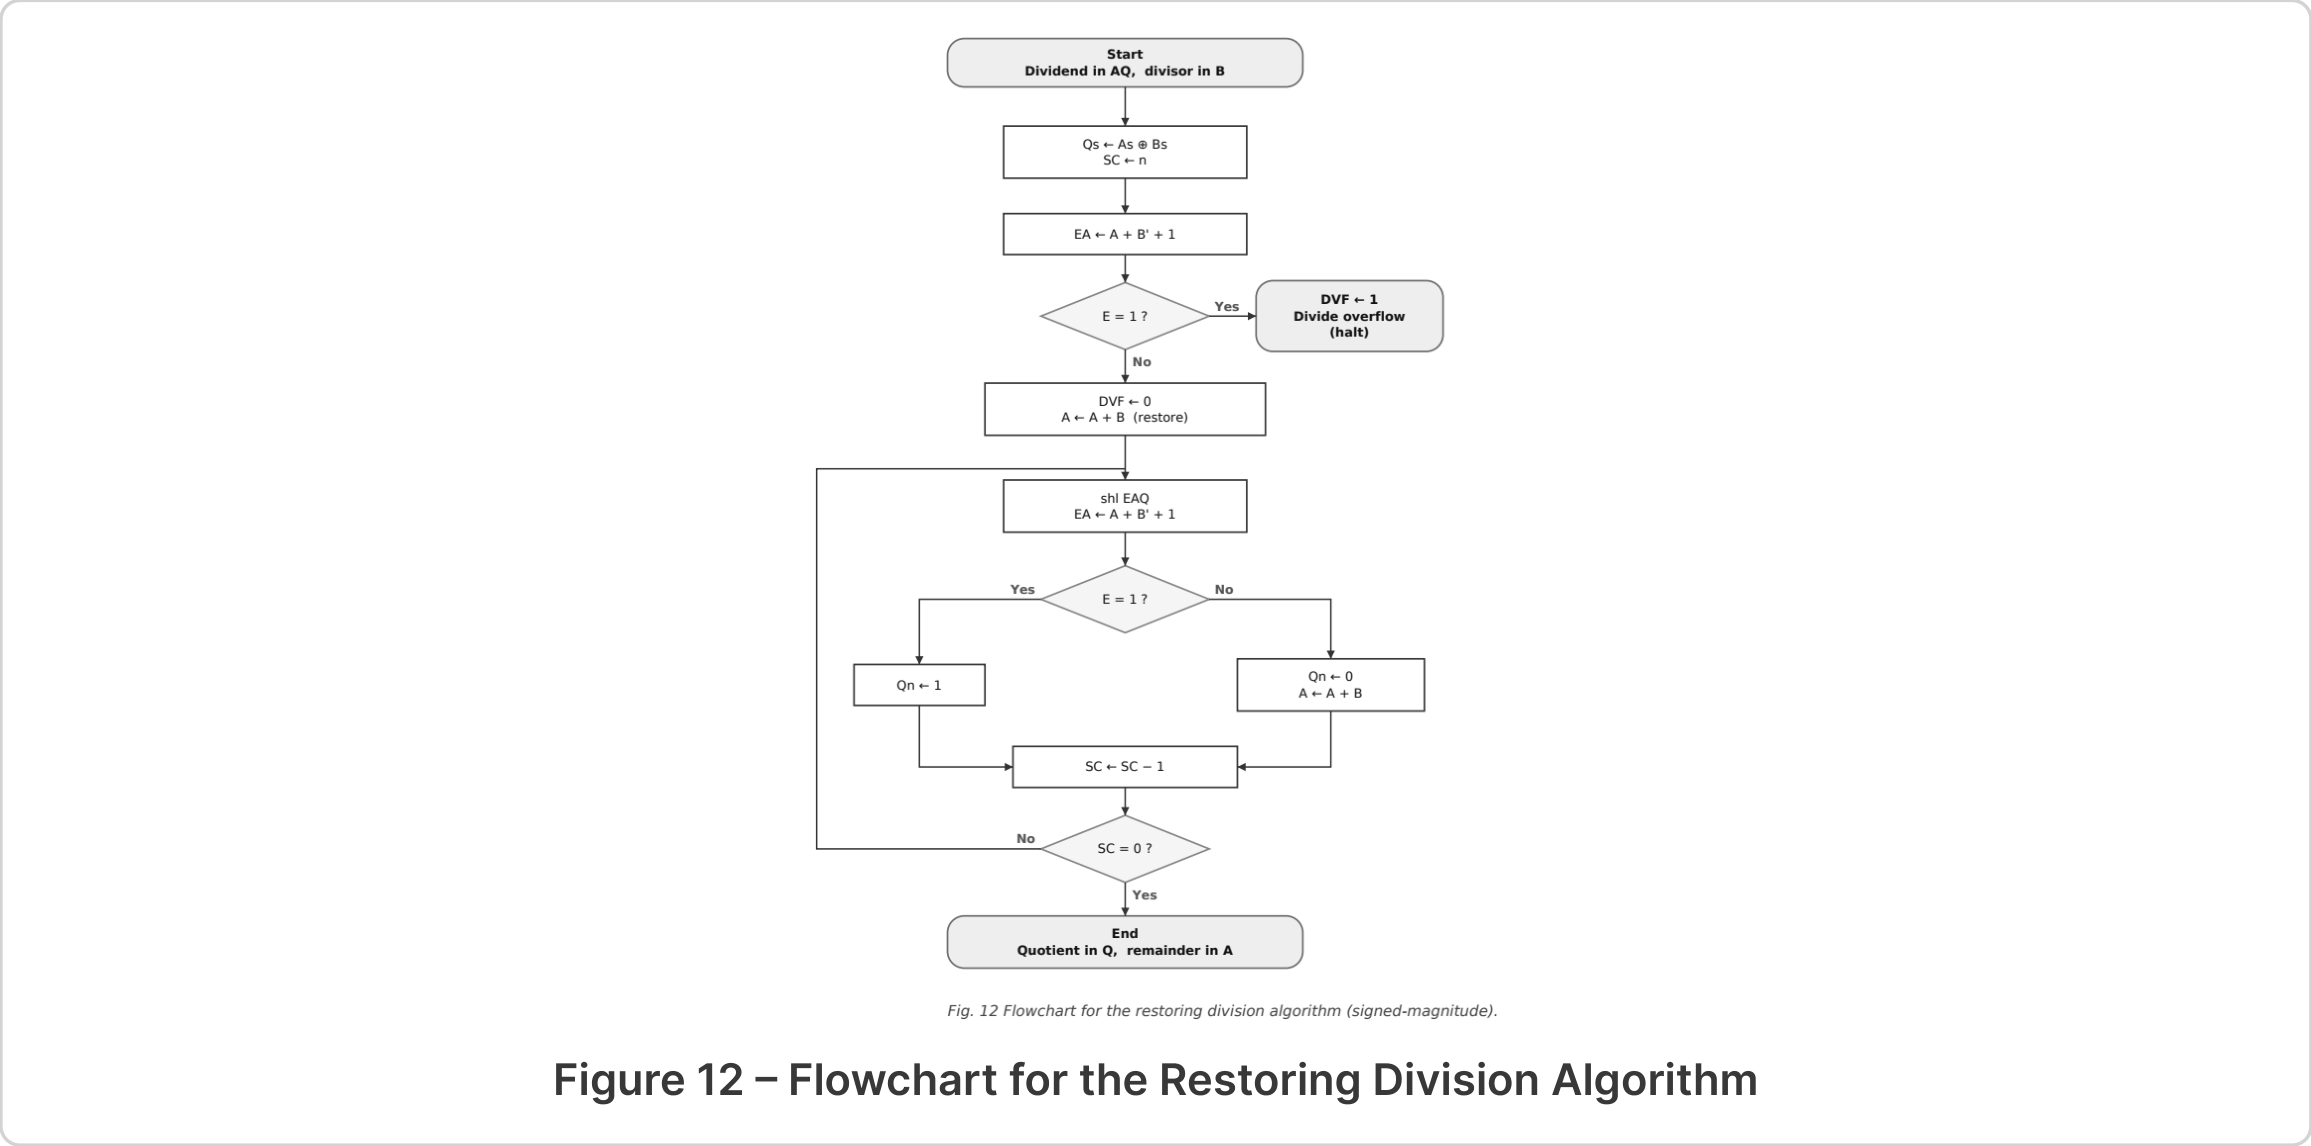 Start
Dividend in AQ, divisor in B
Qs ← As ⊕ Bs
SC ← n
EA ← A + B' + 1
E = 1 ?
Yes
DVF ← 1
Divide overflow
(halt)
No
DVF ← 0
A ← A + B (restore)
shl EAQ
EA ← A + B' + 1
Yes
E = 1 ?
No
Qn ← 1
Qn ← 0
A ← A + B
SC ← SC − 1
No
SC = 0 ?
Yes
End
Quotient in Q, remainder in A
Fig. 12 Flowchart for the restoring division algorithm (signed-magnitude).
Figure 12 – Flowchart for the Restoring Division Algorithm